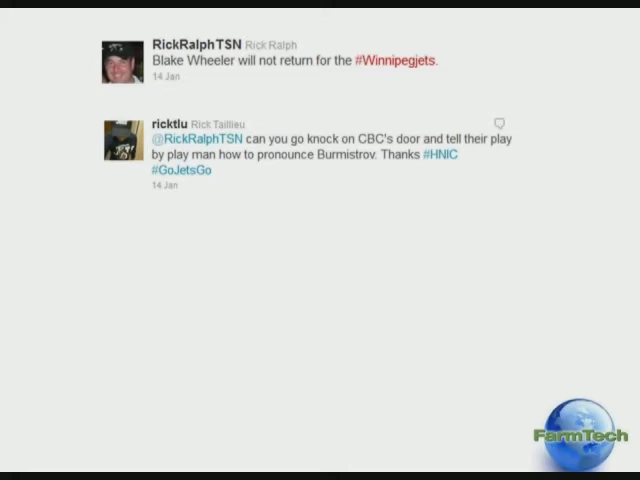 RickRalphTSN Rick Ralph
Blake Wheeler will not return for the #Winnipegjets.
14 Jan
ricktlu Rick Taillieu
@RickRalphTSN can you go knock on CBC's door and tell their play
by play man how to pronounce Burmistrov. Thanks #HNIC
#GoJetsGo
14 Jan
FarmTech